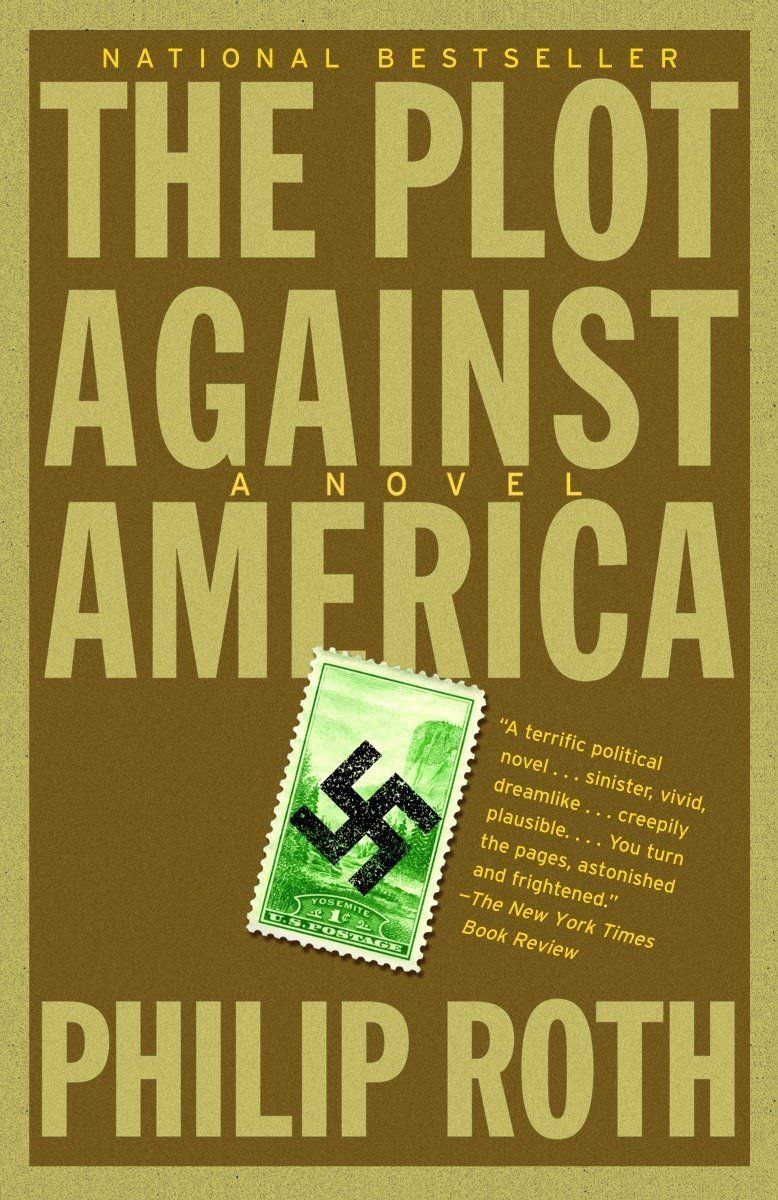 NATIONAL BESTSELLER
THE PLOT
AGAINST
A NOVEL
AMERICA
“A terrific political
novel . . . sinister, vivid,
dreamlike . . . creepily
plausible. . . . You turn
the pages, astonished
and frightened.”
—The New York Times
Book Review
YOSEMITE
1¢
U.S. POSTAGE
PHILIP ROTH